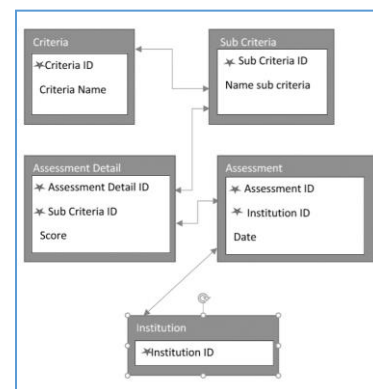 Criteria
Criteria ID
Criteria Name
Sub Criteria
Sub Criteria ID
Name sub criteria
Assessment Detail
Assessment Detail ID
Sub Criteria ID
Score
Assessment
Assessment ID
Institution ID
Date
Institution
Institution ID